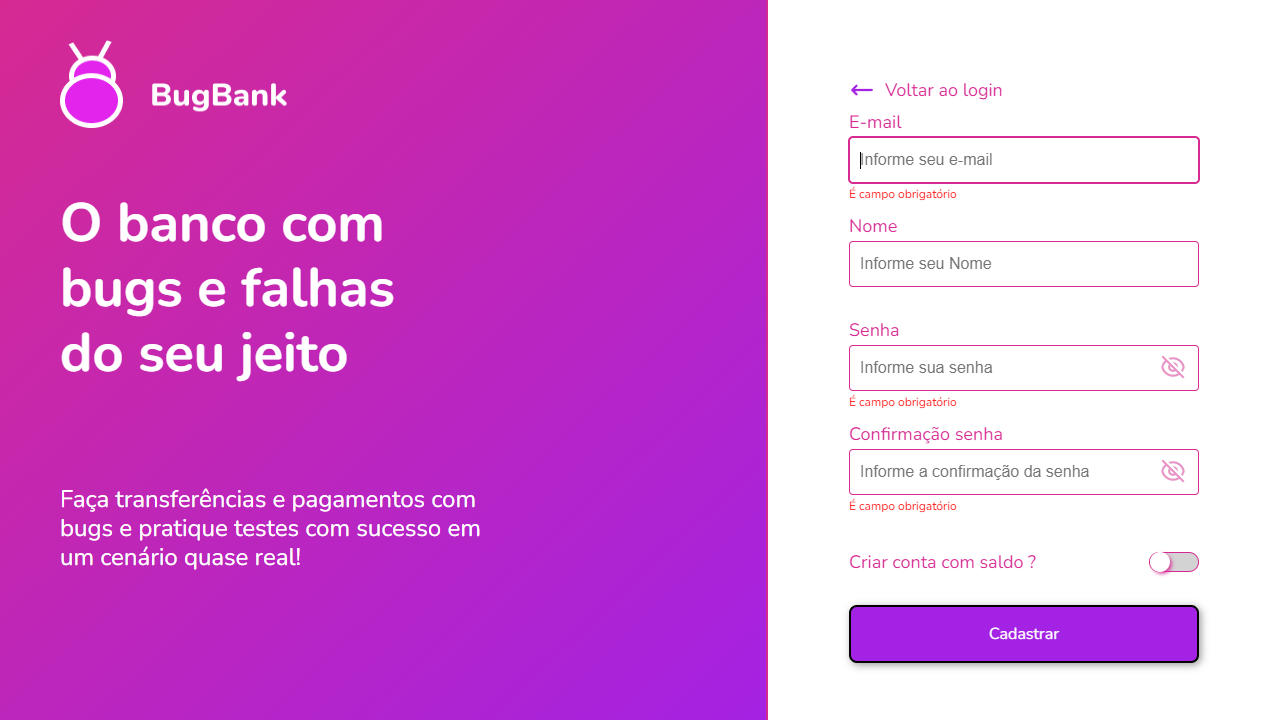 BugBank
O banco com
bugs e falhas
do seu jeito
Faça transferências e pagamentos com
bugs e pratique testes com sucesso em
um cenário quase real!
Voltar ao login
E-mail
Informe seu e-mail
É campo obrigatório
Nome
Informe seu Nome
Senha
Informe sua senha
É campo obrigatório
Confirmação senha
Informe a confirmação da senha
É campo obrigatório
Criar conta com saldo ?
Cadastrar